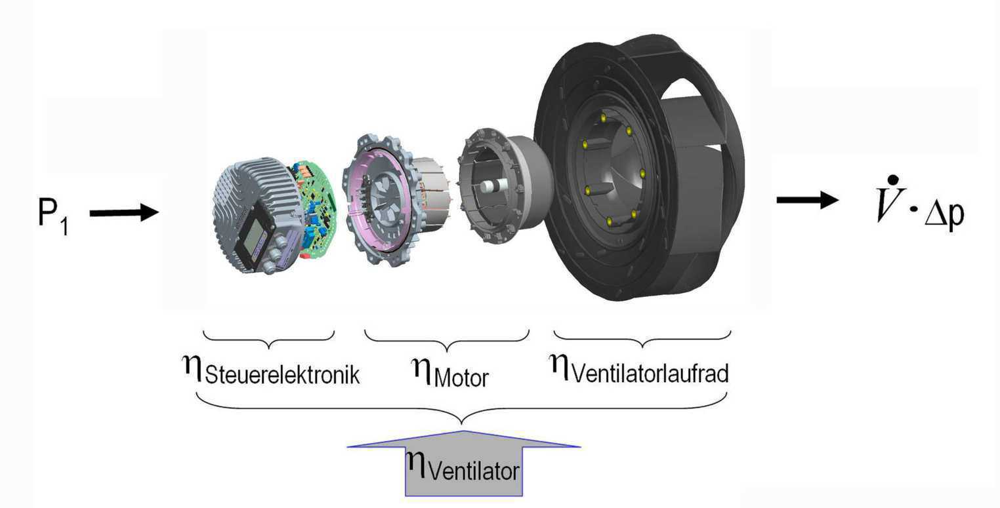 P₁
V̇ · Δp
ηSteuerelektronik
ηMotor
ηVentilatorlaufrad
ηVentilator